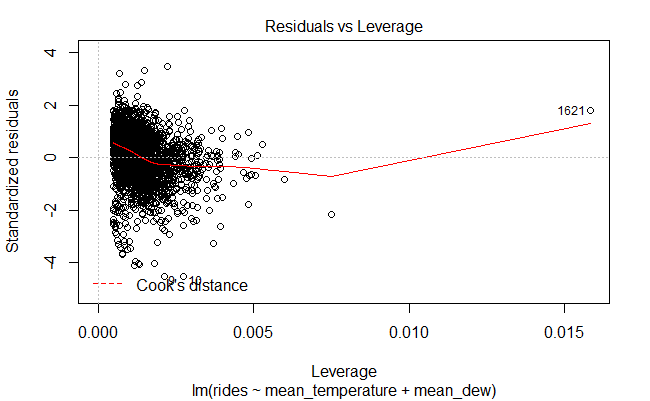 Residuals vs Leverage
Standardized residuals
4
2
0
-2
-4
1621
10
Cook's distance
0.000
0.005
0.010
0.015
Leverage
lm(rides ~ mean_temperature + mean_dew)